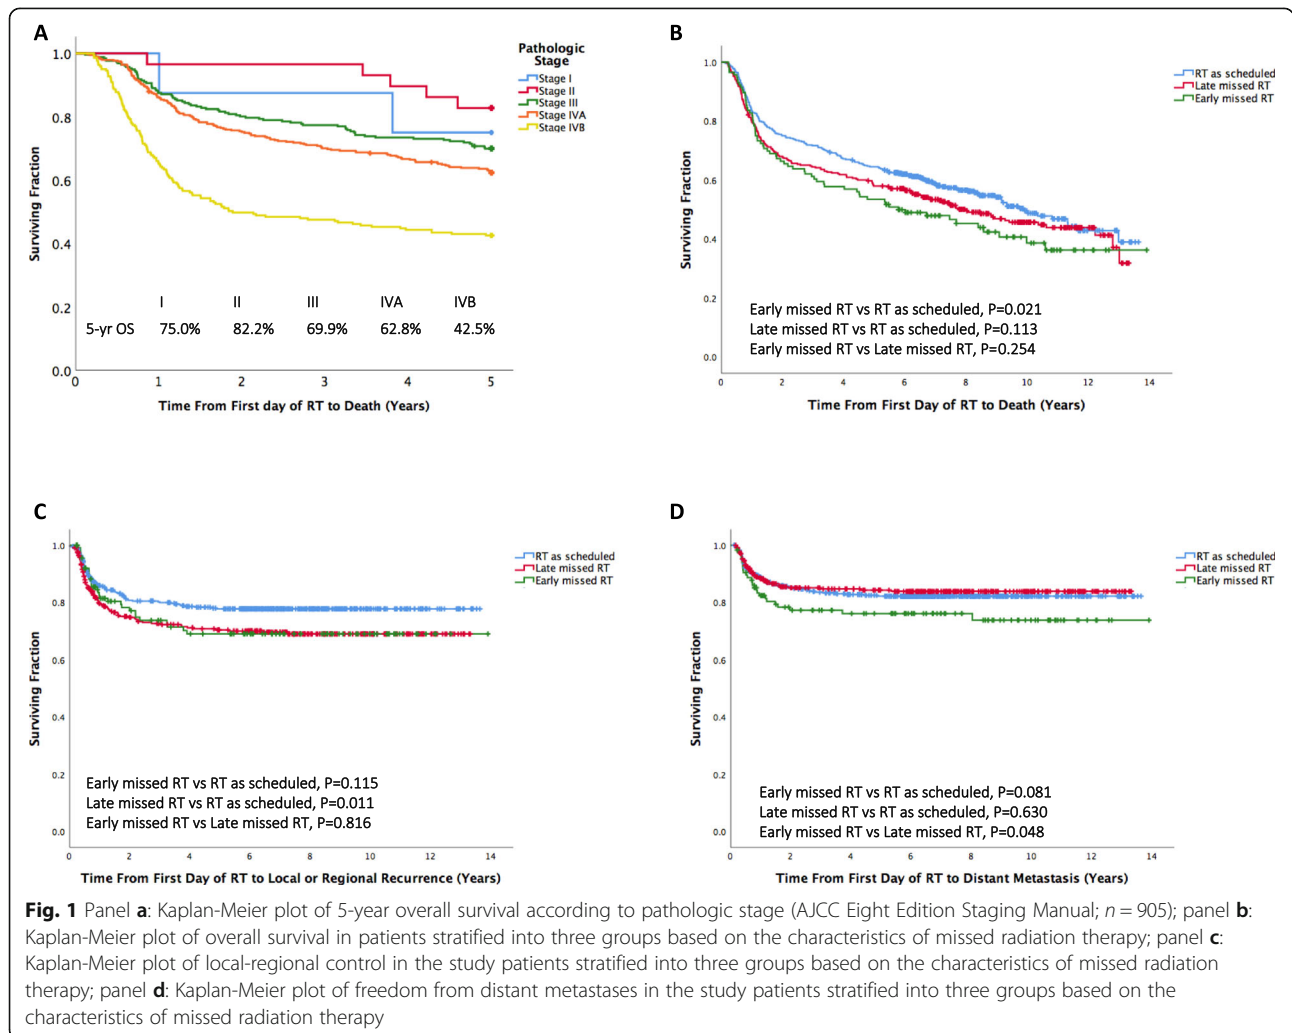 A
Pathologic
Stage
Stage I
Stage II
Stage III
Stage IVA
Stage IVB
1.0
0.8
0.6
0.4
0.2
0.0
Surviving Fraction
I II III IVA IVB
5-yr OS 75.0% 82.2% 69.9% 62.8% 42.5%
0 1 2 3 4 5
Time From First day of RT to Death (Years)
B
RT as scheduled
Late missed RT
Early missed RT
1.0
0.8
0.6
0.4
0.2
0.0
Surviving Fraction
Early missed RT vs RT as scheduled, P=0.021
Late missed RT vs RT as scheduled, P=0.113
Early missed RT vs Late missed RT, P=0.254
0 2 4 6 8 10 12 14
Time From First Day of RT to Death (Years)
C
RT as scheduled
Late missed RT
Early missed RT
1.0
0.8
0.6
0.4
0.2
0.0
Surviving Fraction
Early missed RT vs RT as scheduled, P=0.115
Late missed RT vs RT as scheduled, P=0.011
Early missed RT vs Late missed RT, P=0.816
0 2 4 6 8 10 12 14
Time From First Day of RT to Local or Regional Recurrence (Years)
D
RT as scheduled
Late missed RT
Early missed RT
1.0
0.8
0.6
0.4
0.2
0.0
Surviving Fraction
Early missed RT vs RT as scheduled, P=0.081
Late missed RT vs RT as scheduled, P=0.630
Early missed RT vs Late missed RT, P=0.048
0 2 4 6 8 10 12 14
Time From First Day of RT to Distant Metastasis (Years)
Fig. 1 Panel a: Kaplan-Meier plot of 5-year overall survival according to pathologic stage (AJCC Eight Edition Staging Manual; n = 905); panel b:
Kaplan-Meier plot of overall survival in patients stratified into three groups based on the characteristics of missed radiation therapy; panel c:
Kaplan-Meier plot of local-regional control in the study patients stratified into three groups based on the characteristics of missed radiation
therapy; panel d: Kaplan-Meier plot of freedom from distant metastases in the study patients stratified into three groups based on the
characteristics of missed radiation therapy